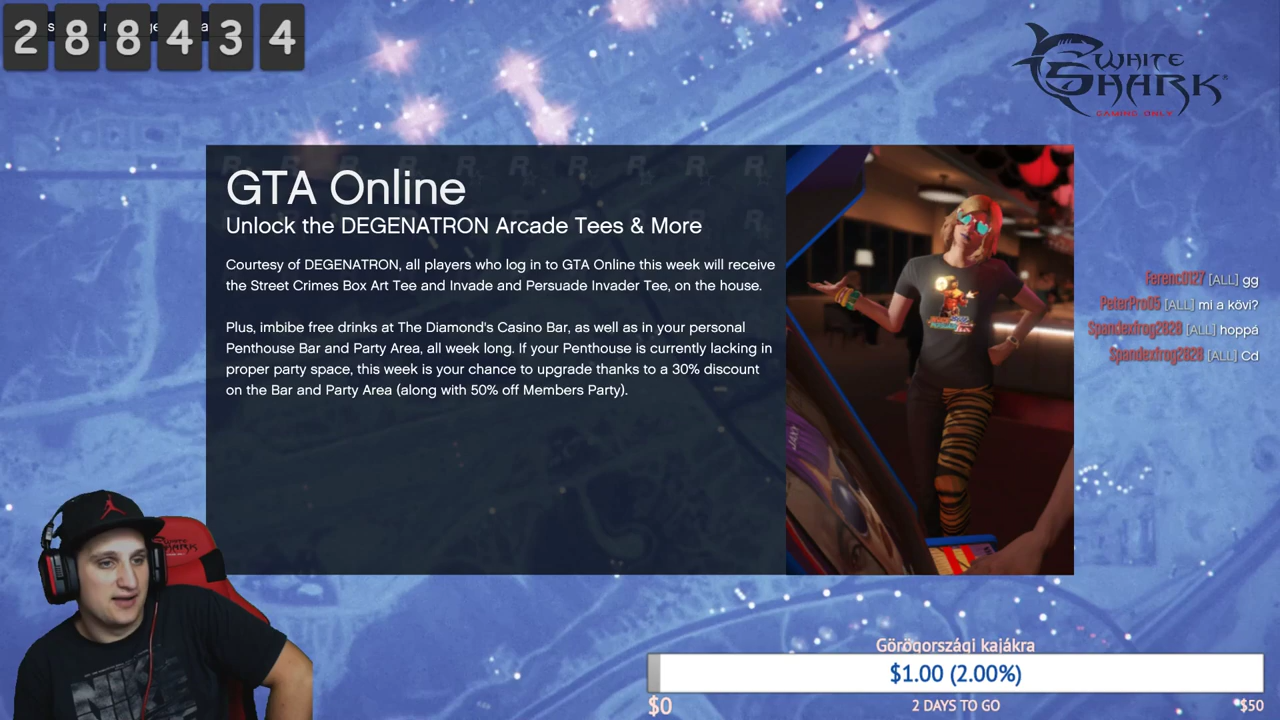 288434
WHITE
SHARK
GAMING ONLY
GTA Online
Unlock the DEGENATRON Arcade Tees & More
Courtesy of DEGENATRON, all players who log in to GTA Online this week will receive
the Street Crimes Box Art Tee and Invade and Persuade Invader Tee, on the house.
Plus, imbibe free drinks at The Diamond's Casino Bar, as well as in your personal
Penthouse Bar and Party Area, all week long. If your Penthouse is currently lacking in
proper party space, this week is your chance to upgrade thanks to a 30% discount
on the Bar and Party Area (along with 50% off Members Party).
Ferenc0127 [ALL] gg
PeterPro05 [ALL] mi a kövi?
Spandexfrog2828 [ALL] hoppá
Spandexfrog2828 [ALL] Cd
SHARK
Görögországi kajákra
$1.00 (2.00%)
$0
2 DAYS TO GO
$50